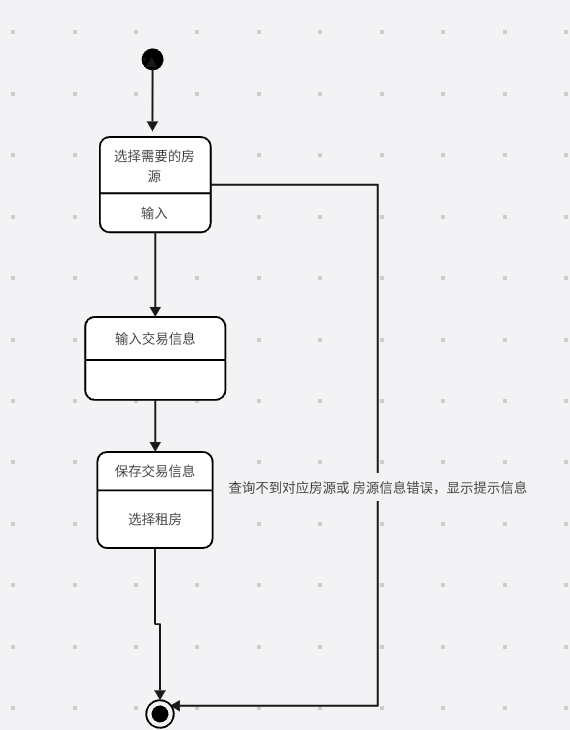 选择需要的房
源
输入
输入交易信息
保存交易信息
选择租房
查询不到对应房源或 房源信息错误，显示提示信息